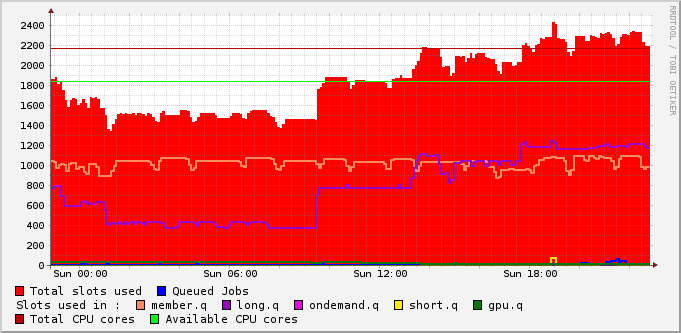 2400
2200
2000
1800
1600
1400
1200
1000
800
600
400
200
0
Sun 00:00 Sun 06:00 Sun 12:00 Sun 18:00
Total slots used Queued Jobs
Slots used in : member.q long.q ondemand.q short.q gpu.q
Total CPU cores Available CPU cores
RRDTOOL / TOBI OETIKER